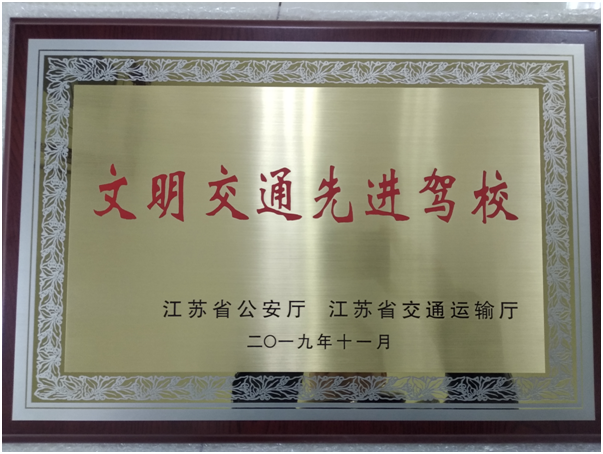 文明交通先进驾校
江苏省公安厅 江苏省交通运输厅
二〇一九年十一月